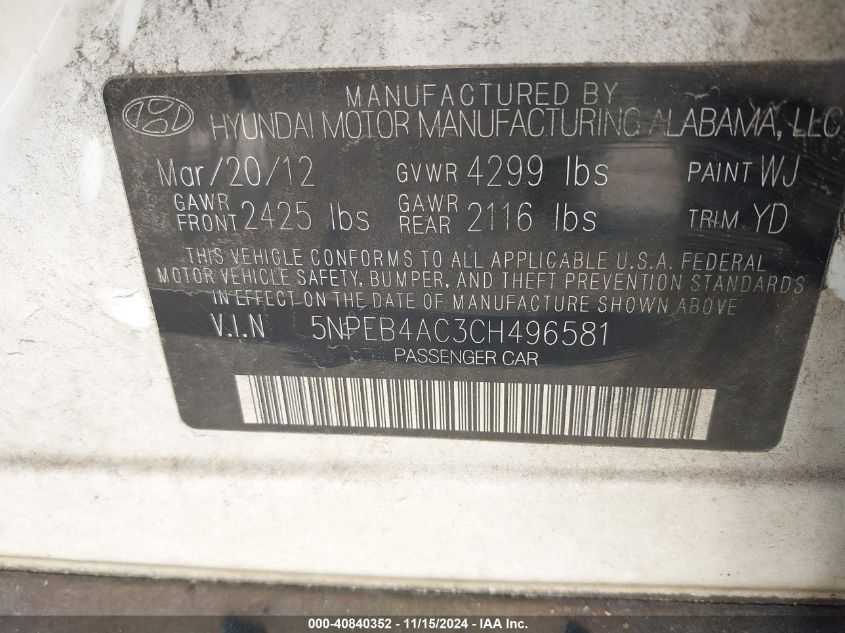 MANUFACTURED BY
HYUNDAI MOTOR MANUFACTURING ALABAMA, LLC
Mar/20/12 GVWR 4299 lbs PAINT WJ
GAWR FRONT 2425 lbs GAWR REAR 2116 lbs TRIM YD
THIS VEHICLE CONFORMS TO ALL APPLICABLE U.S.A. FEDERAL
MOTOR VEHICLE SAFETY, BUMPER, AND THEFT PREVENTION STANDARDS
IN EFFECT ON THE DATE OF MANUFACTURE SHOWN ABOVE
V.I.N 5NPEB4AC3CH496581
PASSENGER CAR
000-40840352 - 11/15/2024 - IAA Inc.